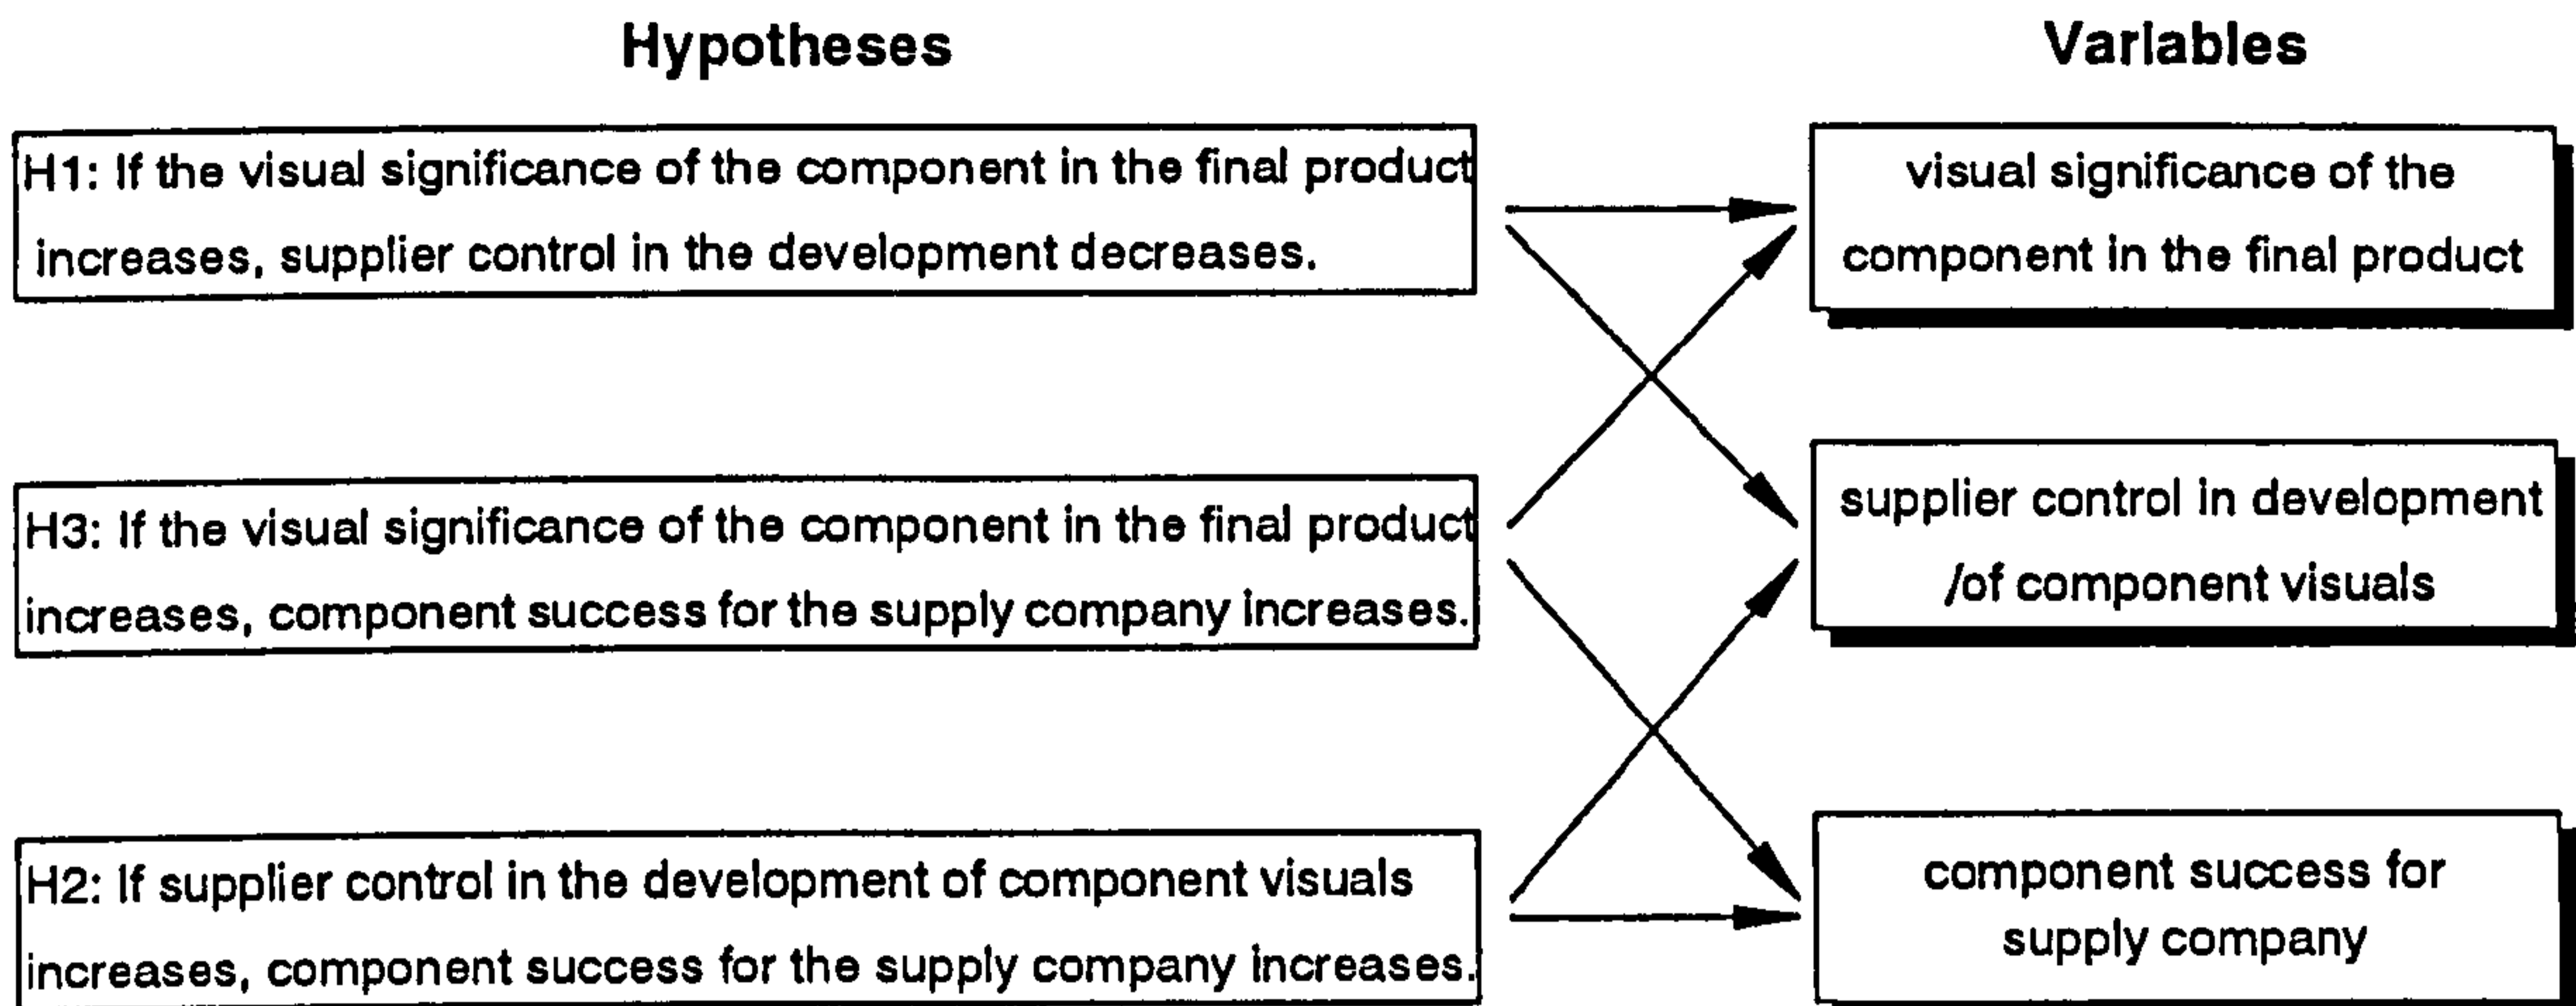 Hypotheses
Variables
H1: If the visual significance of the component in the final product
increases, supplier control in the development decreases.
visual significance of the
component in the final product
H3: If the visual significance of the component in the final product
increases, component success for the supply company increases.
supplier control in development
/of component visuals
H2: If supplier control in the development of component visuals
increases, component success for the supply company increases.
component success for
supply company